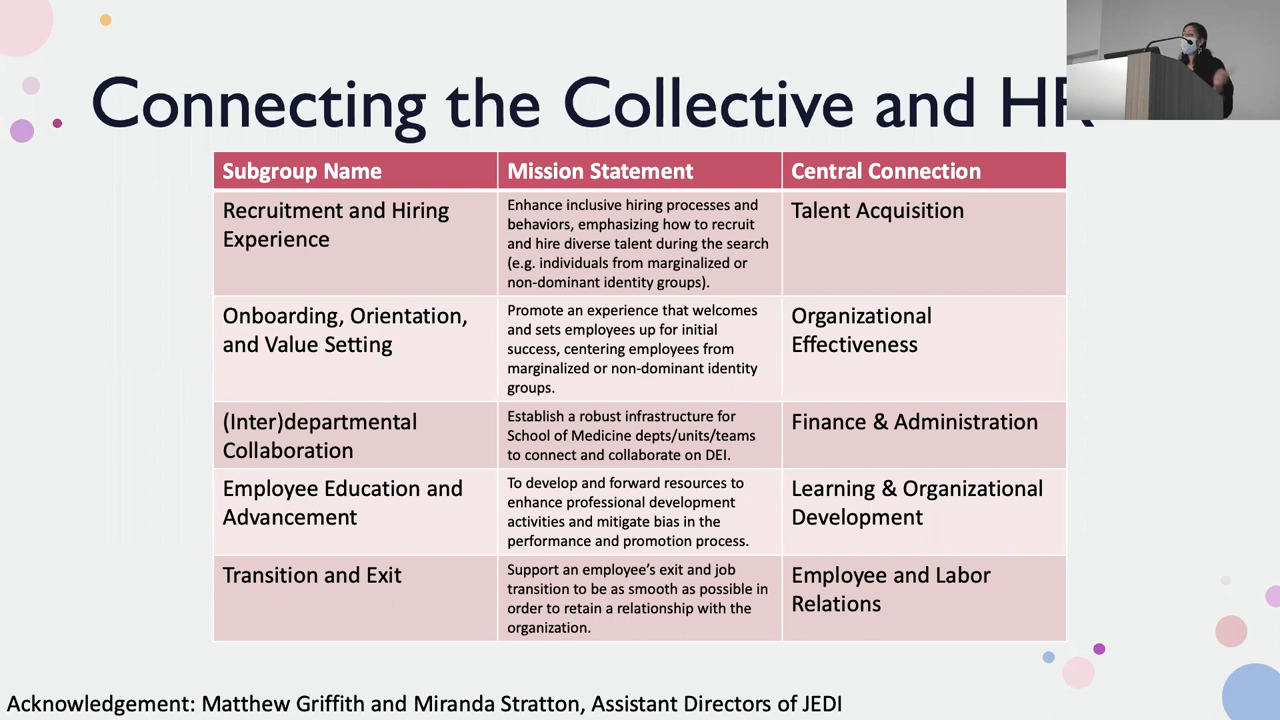 Connecting the Collective and HR
Subgroup Name
Mission Statement
Central Connection
Recruitment and Hiring
Experience
Enhance inclusive hiring processes and
behaviors, emphasizing how to recruit
and hire diverse talent during the search
(e.g. individuals from marginalized or
non-dominant identity groups).
Talent Acquisition
Onboarding, Orientation,
and Value Setting
Promote an experience that welcomes
and sets employees up for initial
success, centering employees from
marginalized or non-dominant identity
groups.
Organizational
Effectiveness
(Inter)departmental
Collaboration
Establish a robust infrastructure for
School of Medicine depts/units/teams
to connect and collaborate on DEI.
Finance & Administration
Employee Education and
Advancement
To develop and forward resources to
enhance professional development
activities and mitigate bias in the
performance and promotion process.
Learning & Organizational
Development
Transition and Exit
Support an employee’s exit and job
transition to be as smooth as possible in
order to retain a relationship with the
organization.
Employee and Labor
Relations
Acknowledgement: Matthew Griffith and Miranda Stratton, Assistant Directors of JEDI